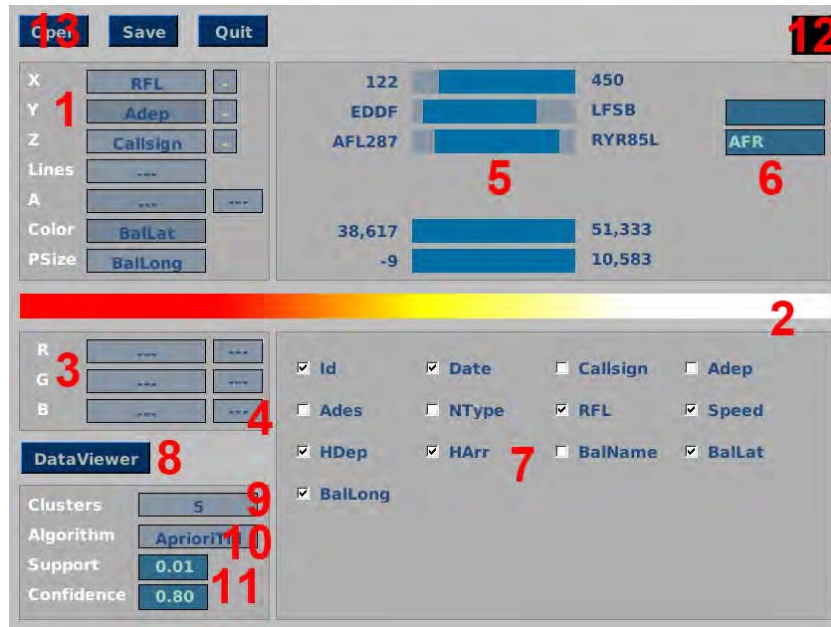 Open Save Quit
13
12
X RFL -
Y Adep -
Z Callsign -
Lines ---
A --- ---
Color BalLat
PSize BalLong
1
122 450
EDDF LFSB
AFL287 RYR85L AFR
5
6
38,617 51,333
-9 10,583
2
R --- ---
G --- ---
B --- ---
3
4
Id Date Callsign Adep
Ades NType RFL Speed
HDep HArr BalName BalLat
BalLong
7
DataViewer 8
Clusters 5 9
Algorithm 10
Support 0.01
Confidence 0.80
11